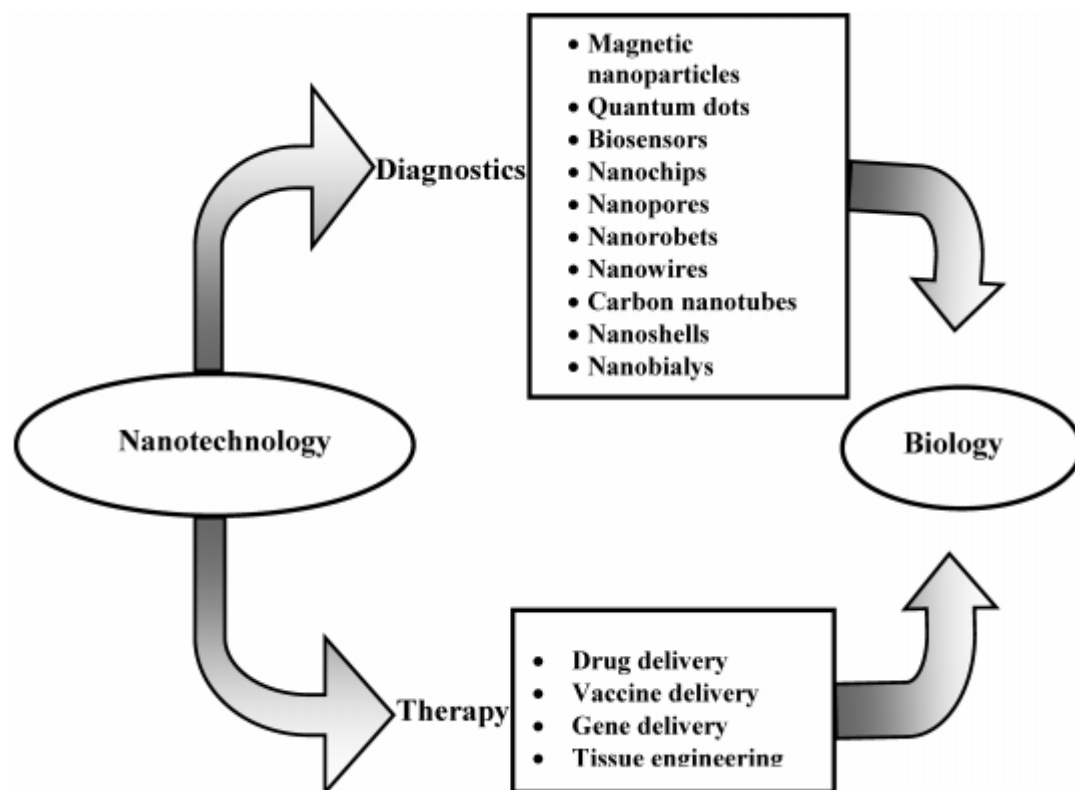 • Magnetic
nanoparticles
• Quantum dots
• Biosensors
• Nanochips
• Nanopores
• Nanorobets
• Nanowires
• Carbon nanotubes
• Nanoshells
• Nanobialys
Diagnostics
Nanotechnology
Biology
Therapy
• Drug delivery
• Vaccine delivery
• Gene delivery
• Tissue engineering